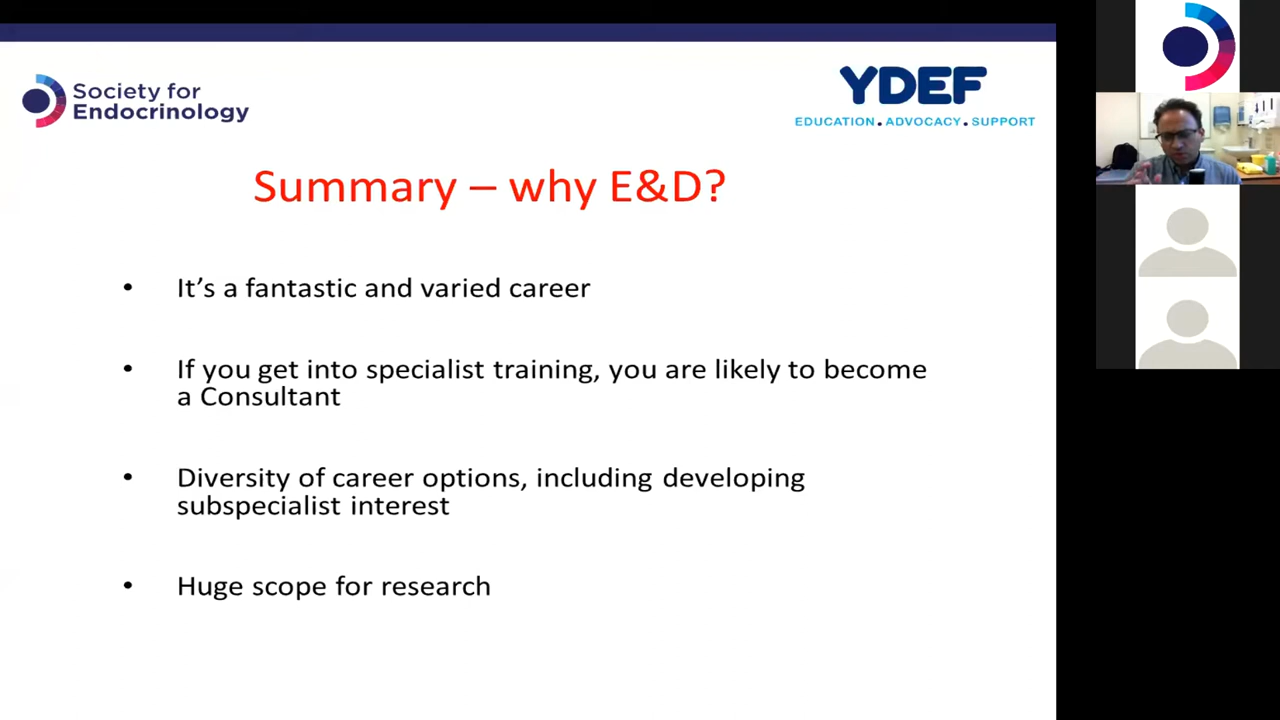 Society for
Endocrinology
YDEF
EDUCATION.ADVOCACY.SUPPORT
Summary – why E&D?
• It’s a fantastic and varied career
• If you get into specialist training, you are likely to become
a Consultant
• Diversity of career options, including developing
subspecialist interest
• Huge scope for research